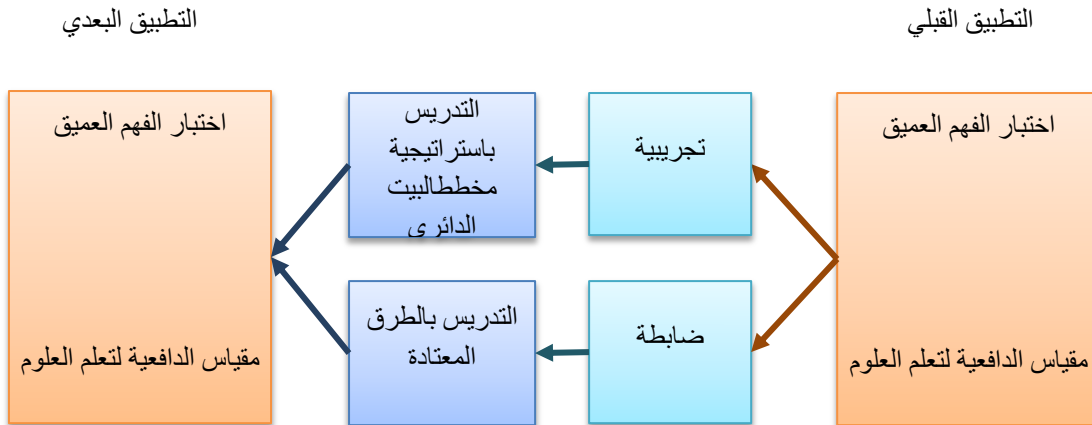 التطبيق القبلي
التطبيق البعدي
اختبار الفهم العميق
مقياس الدافعية لتعلم العلوم
تجريبية
ضابطة
التدريس
باستراتيجية
مخططالبيت
الدائري
التدريس بالطرق
المعتادة
اختبار الفهم العميق
مقياس الدافعية لتعلم العلوم